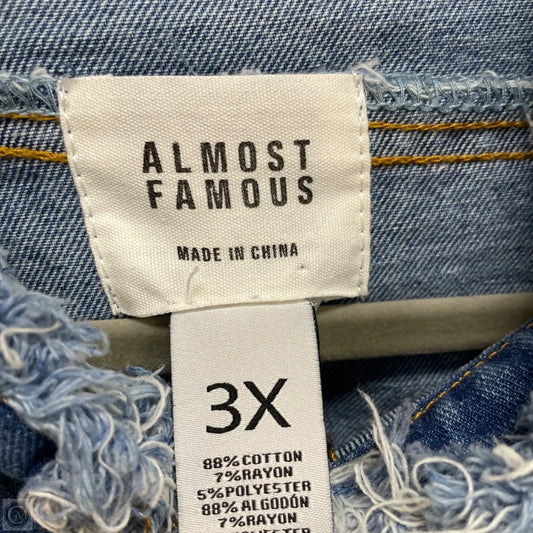 ALMOST
FAMOUS
MADE IN CHINA
3X
88% COTTON
7% RAYON
5% POLYESTER
88% ALGODÓN
7% RAYON